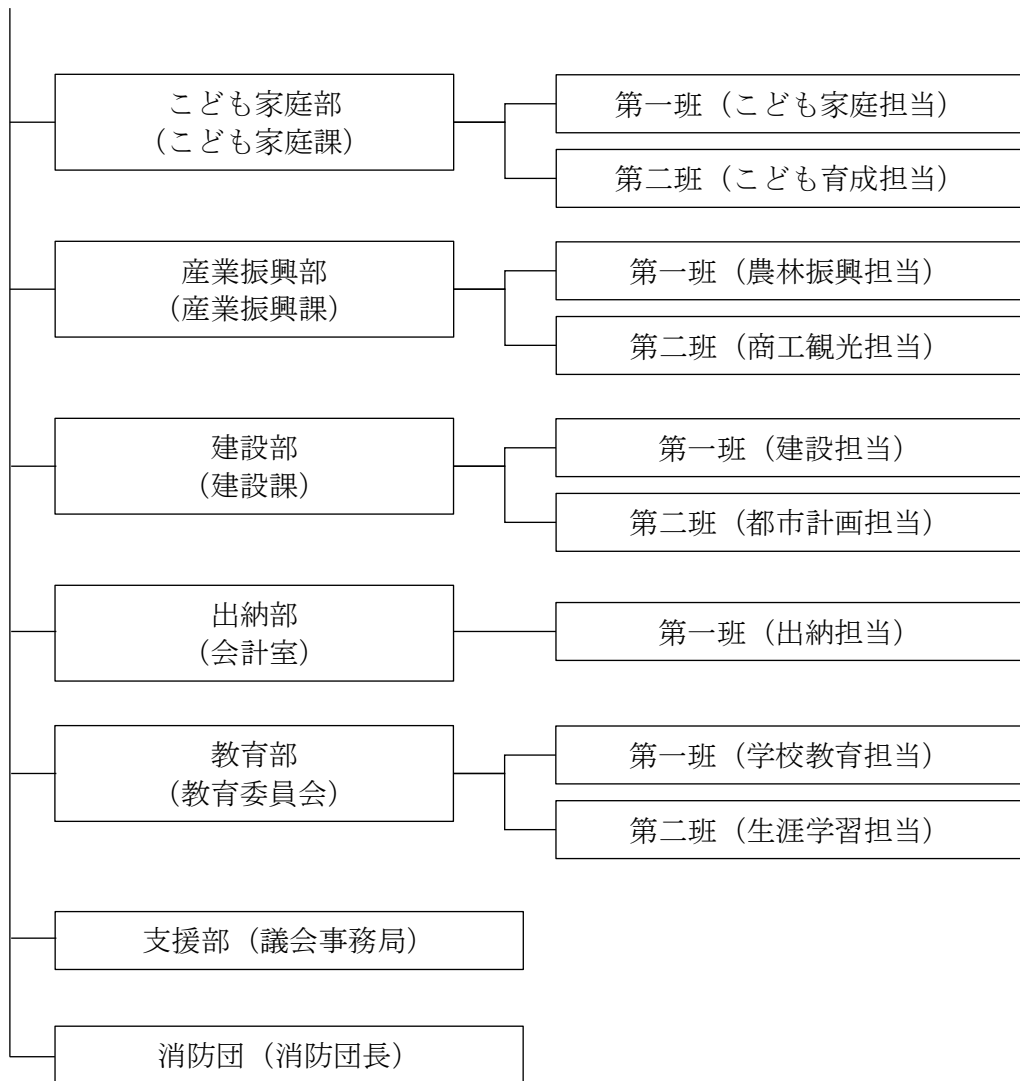 こども家庭部
（こども家庭課）
第一班（こども家庭担当）
第二班（こども育成担当）
産業振興部
（産業振興課）
第一班（農林振興担当）
第二班（商工観光担当）
建設部
（建設課）
第一班（建設担当）
第二班（都市計画担当）
出納部
（会計室）
第一班（出納担当）
教育部
（教育委員会）
第一班（学校教育担当）
第二班（生涯学習担当）
支援部（議会事務局）
消防団（消防団長）